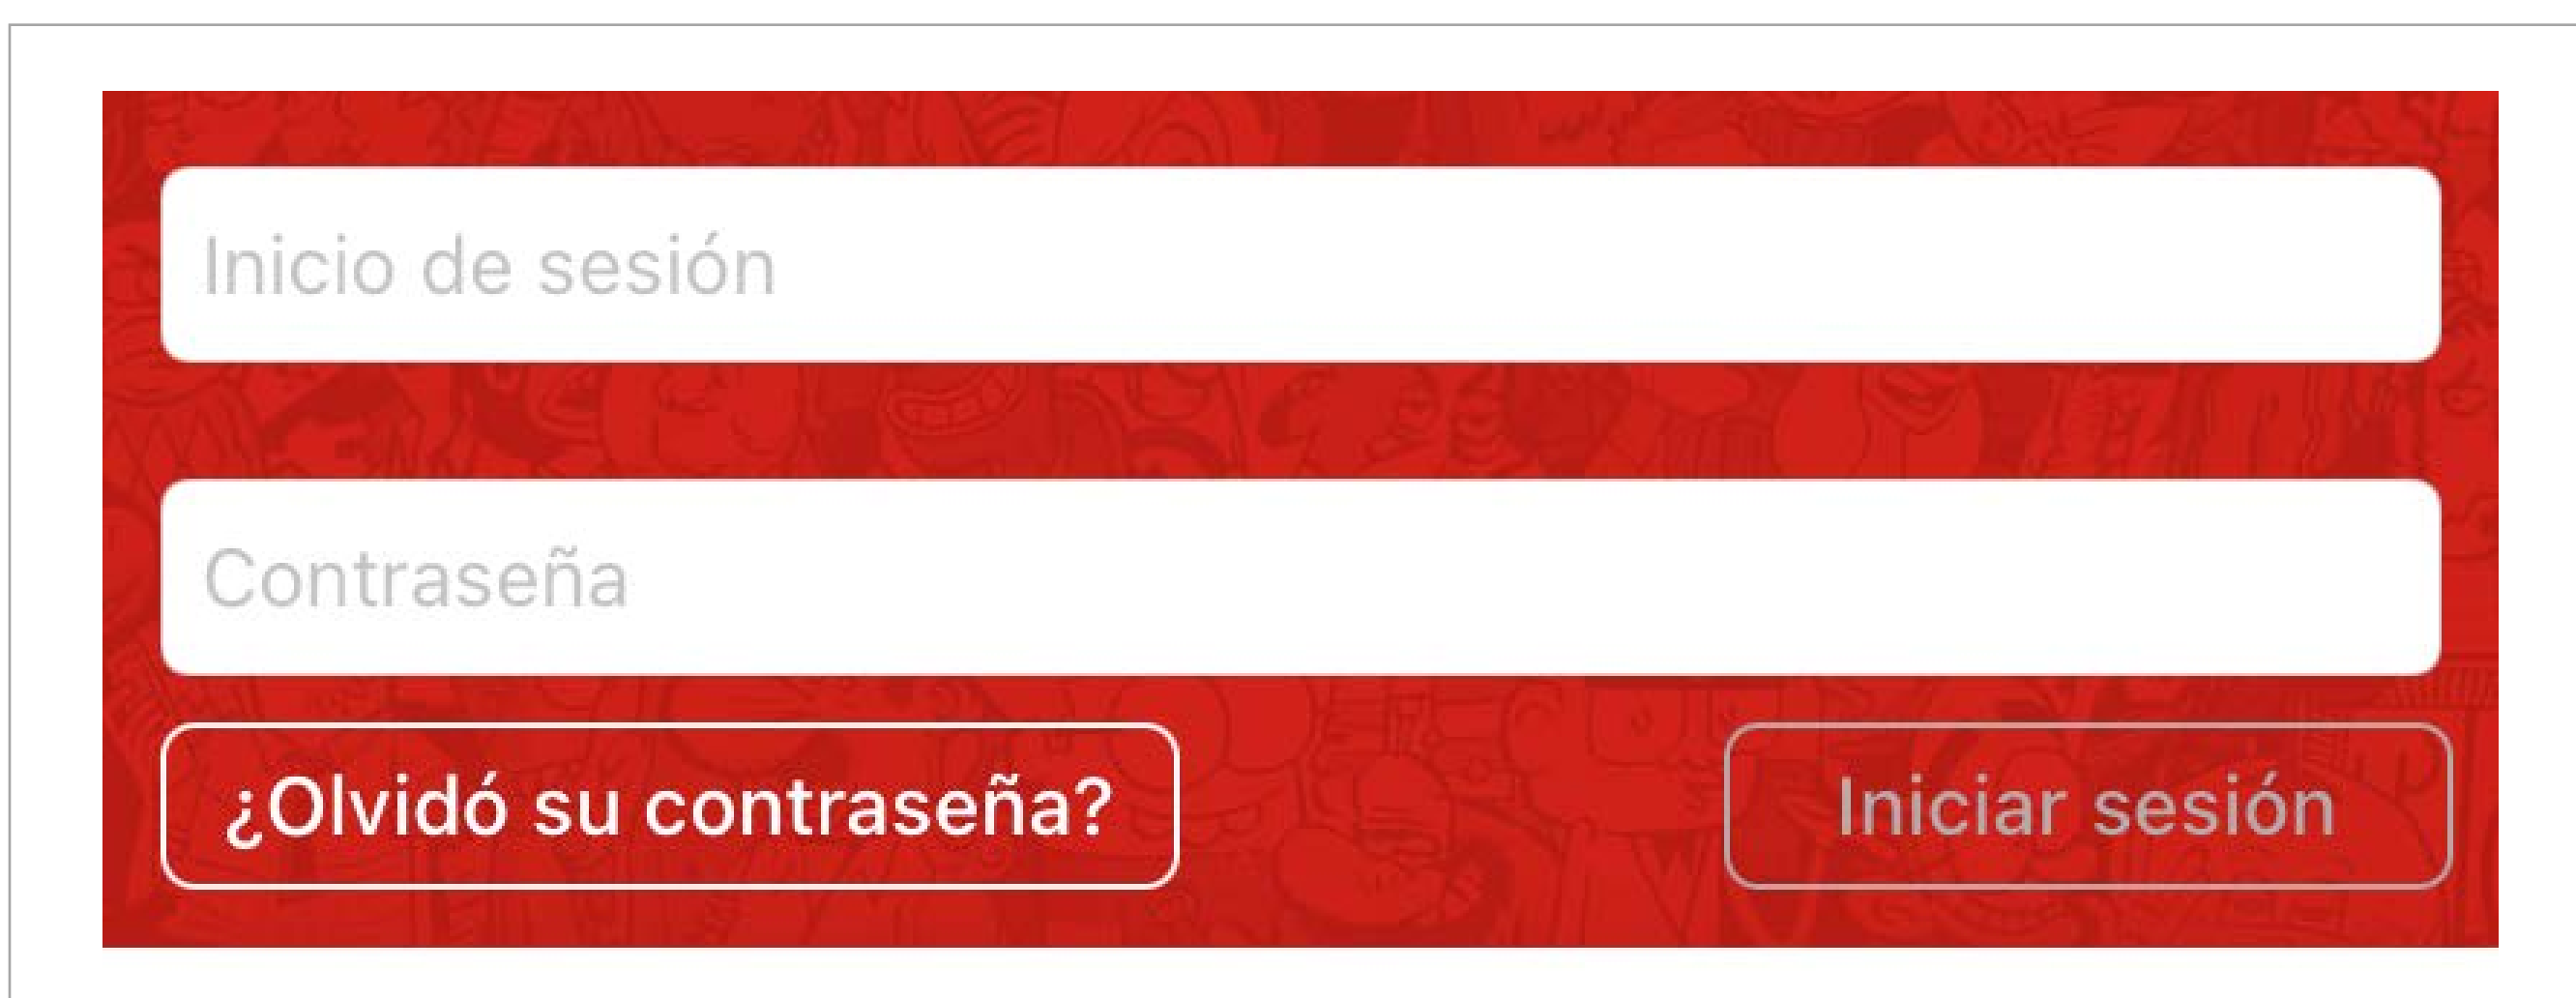 Inicio de sesión
Contraseña
¿Olvidó su contraseña? Iniciar sesión